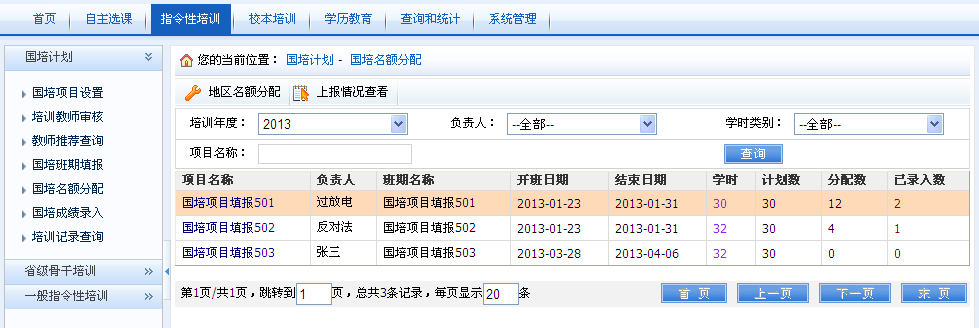 首页 自主选课 指令性培训 校本培训 学历教育 查询和统计 系统管理
国培计划
国培项目设置
培训教师审核
教师推荐查询
国培班期填报
国培名额分配
国培成绩录入
培训记录查询
省级骨干培训
一般指令性培训
您的当前位置： 国培计划 - 国培名额分配
地区名额分配 上报情况查看
培训年度： 2013 负责人： --全部-- 学时类别： --全部--
项目名称： 查询
项目名称 负责人 班期名称 开班日期 结束日期 学时 计划数 分配数 已录入数
国培项目填报501 过放电 国培项目填报501 2013-01-23 2013-01-31 30 30 12 2
国培项目填报502 反对法 国培项目填报502 2013-01-23 2013-01-31 32 30 4 1
国培项目填报503 张三 国培项目填报503 2013-03-28 2013-04-06 32 30 0 0
第1页/共1页，跳转到 1 页，总共3条记录，每页显示 20 条 首 页 上一页 下一页 末 页